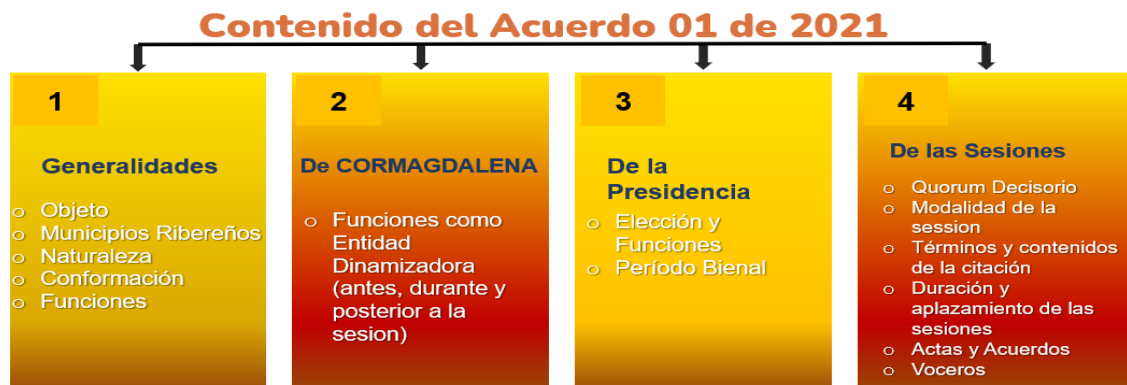 Contenido del Acuerdo 01 de 2021
1
Generalidades
o Objeto
o Municipios Ribereños
o Naturaleza
o Conformación
o Funciones
2
De CORMAGDALENA
o Funciones como
Entidad
Dinamizadora
(antes, durante y
posterior a la
sesion)
3
De la
Presidencia
o Elección y
Funciones
o Período Bienal
4
De las Sesiones
o Quorum Decisorio
o Modalidad de la
session
o Términos y contenidos
de la citación
o Duración y
aplazamiento de las
sesiones
o Actas y Acuerdos
o Voceros